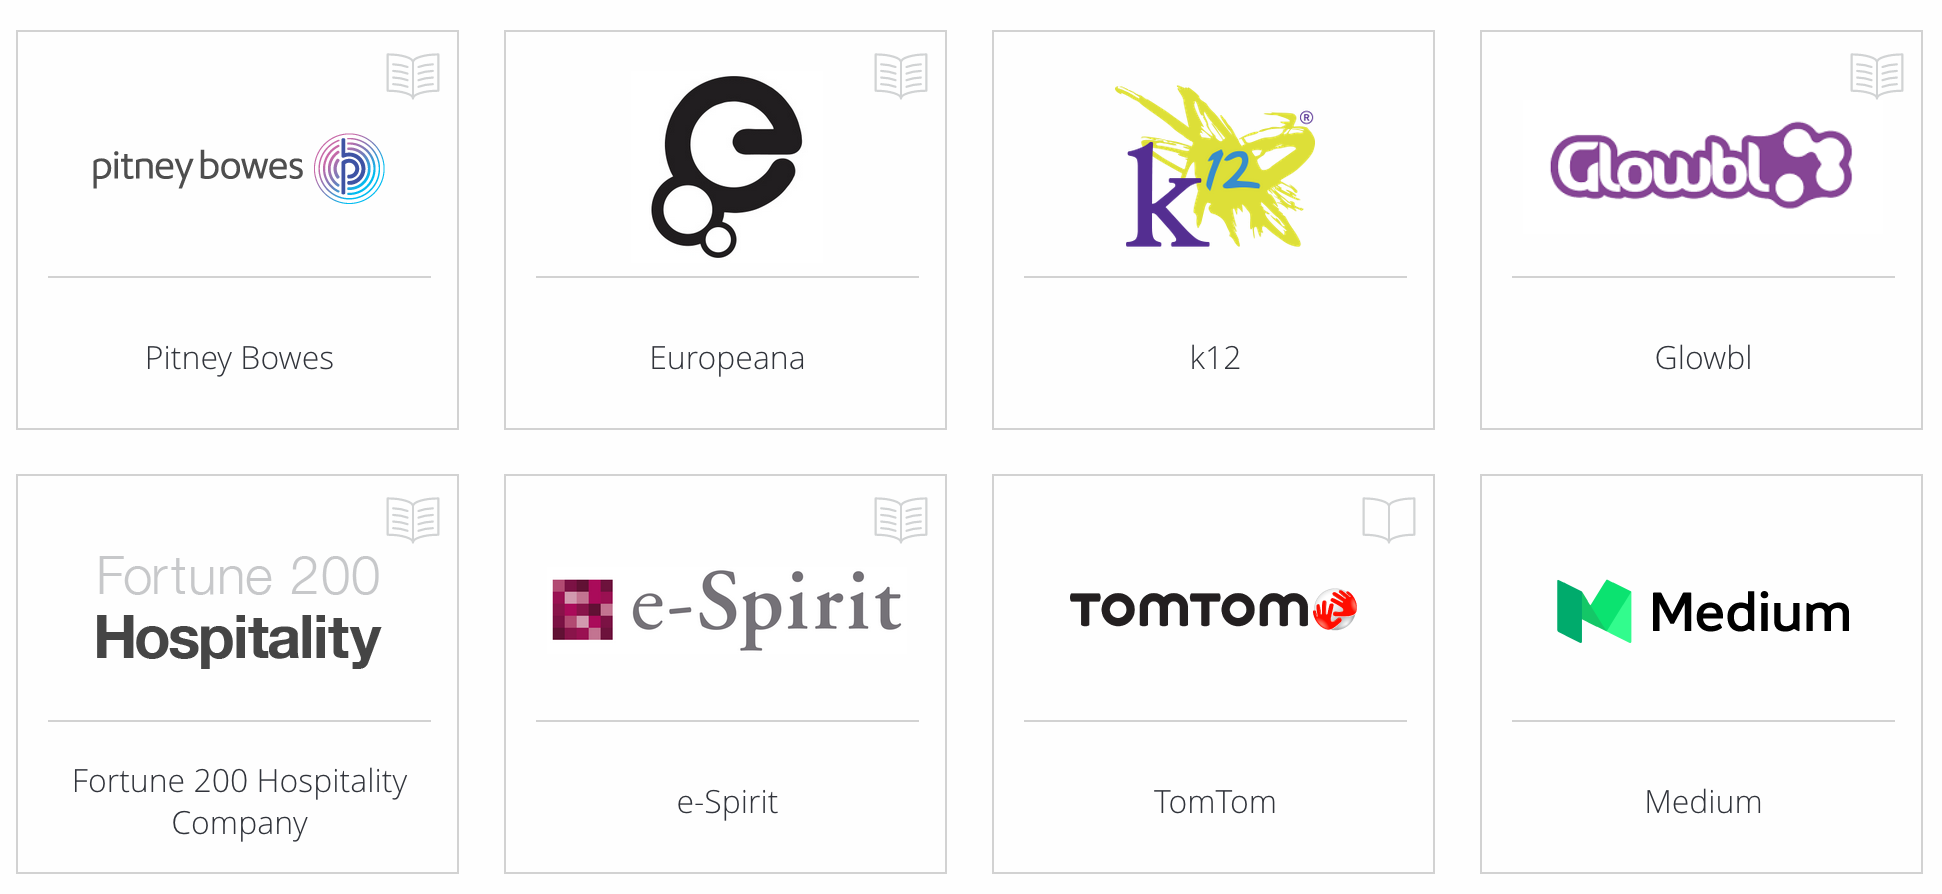 pitney bowes
Pitney Bowes
e
Europeana
k12®
k12
Glowbl
Glowbl
Fortune 200
Hospitality
Fortune 200 Hospitality
Company
e-Spirit
e-Spirit
TOMTOM
TomTom
Medium
Medium